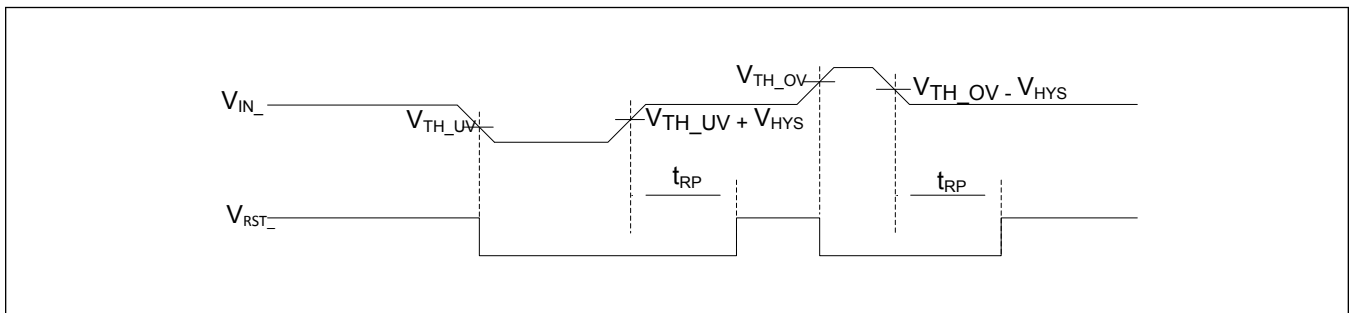 V_TH_OV
V_TH_OV - V_HYS
V_IN_
V_TH_UV
V_TH_UV + V_HYS
t_RP
t_RP
V_RST_